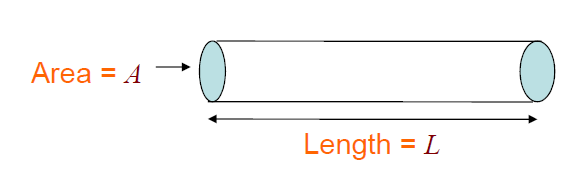 Area = A
Length = L